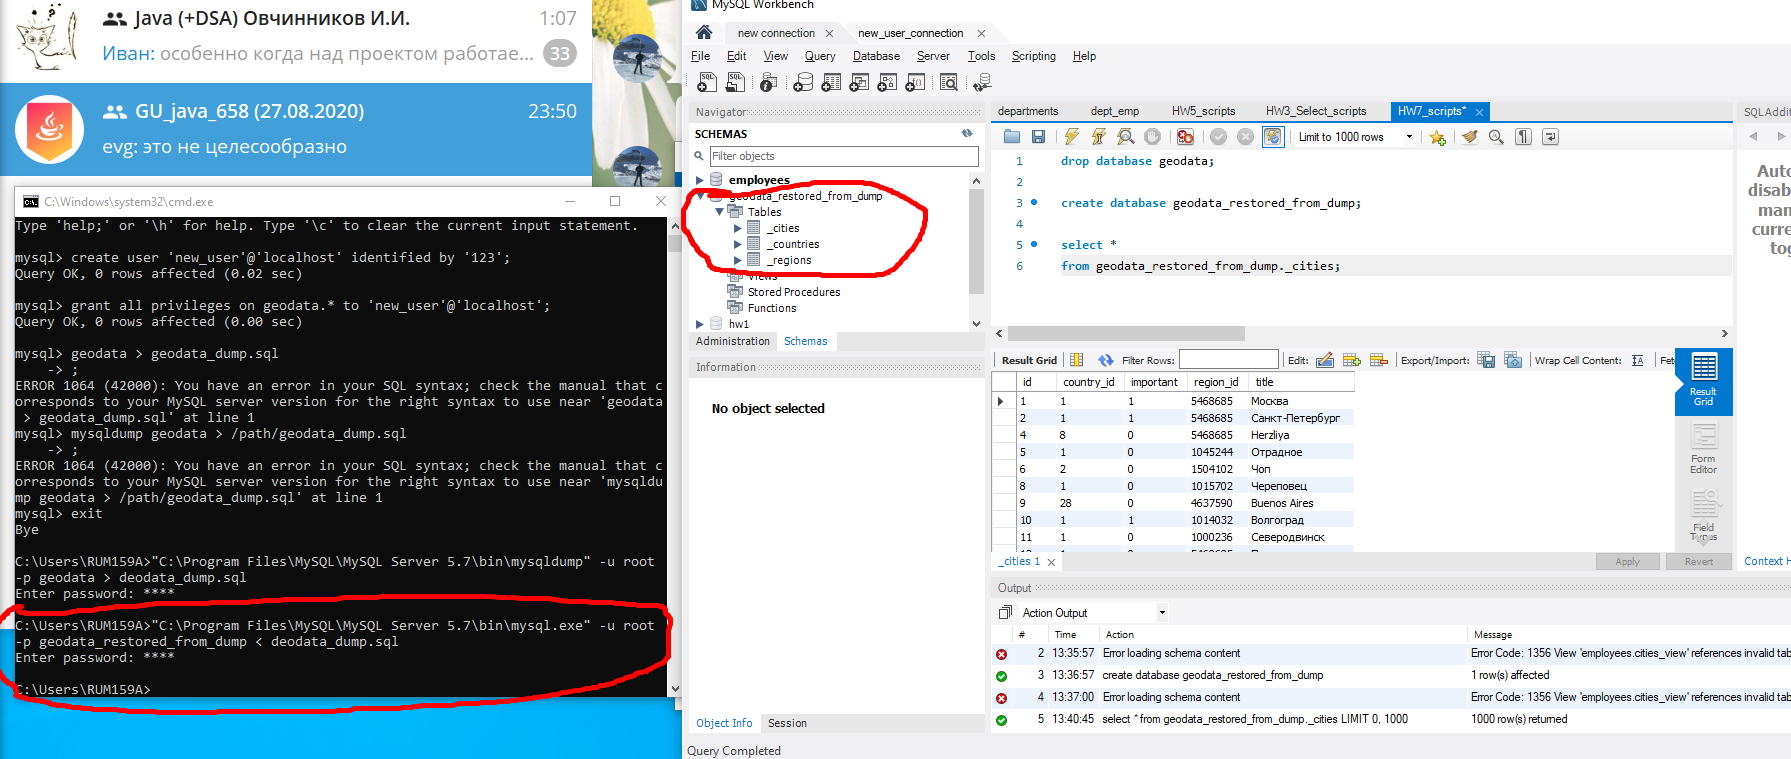 Java (+DSA) Овчинников И.И.
1:07
Иван: особенно когда над проектом работае...
33
GU_java_658 (27.08.2020)
23:50
evg: это не целесообразно
C:\Windows\system32\cmd.exe
Type 'help;' or '\h' for help. Type '\c' to clear the current input statement.
mysql> create user 'new_user'@'localhost' identified by '123';
Query OK, 0 rows affected (0.02 sec)
mysql> grant all privileges on geodata.* to 'new_user'@'localhost';
Query OK, 0 rows affected (0.00 sec)
mysql> geodata > geodata_dump.sql
-> ;
ERROR 1064 (42000): You have an error in your SQL syntax; check the manual that c
orresponds to your MySQL server version for the right syntax to use near 'geodata
> geodata_dump.sql' at line 1
mysql> mysqldump geodata > /path/geodata_dump.sql
-> ;
ERROR 1064 (42000): You have an error in your SQL syntax; check the manual that c
orresponds to your MySQL server version for the right syntax to use near 'mysqldu
mp geodata > /path/geodata_dump.sql' at line 1
mysql> exit
Bye
C:\Users\RUM159A>"C:\Program Files\MySQL\MySQL Server 5.7\bin\mysqldump" -u root
-p geodata > deodata_dump.sql
Enter password: ****
C:\Users\RUM159A>"C:\Program Files\MySQL\MySQL Server 5.7\bin\mysql.exe" -u root
-p geodata_restored_from_dump < deodata_dump.sql
Enter password: ****
C:\Users\RUM159A>
MySQL Workbench
new connection
new_user_connection
File Edit View Query Database Server Tools Scripting Help
Navigator
SCHEMAS
Filter objects
employees
geodata_restored_from_dump
Tables
_cities
_countries
_regions
Views
Stored Procedures
Functions
hw1
Administration Schemas
Information
No object selected
Object Info Session
Query Completed
departments dept_emp HW5_scripts HW3_Select_scripts HW7_scripts*
Limit to 1000 rows
1 drop database geodata;
2
3 create database geodata_restored_from_dump;
4
5 select *
6 from geodata_restored_from_dump._cities;
Result Grid Filter Rows: Edit: Export/Import: Wrap Cell Content:
id country_id important region_id title
1 1 1 5468685 Москва
2 1 1 5468685 Санкт-Петербург
4 8 0 5468685 Herzliya
5 1 0 1045244 Отрадное
6 2 0 1504102 Чоп
8 1 0 1015702 Череповец
9 28 0 4637590 Buenos Aires
10 1 1 1014032 Волгоград
11 1 0 1000236 Северодвинск
Result
Grid
Form
Editor
Field
Types
_cities 1
Apply Revert
Output
Action Output
# Time Action Message
2 13:35:57 Error loading schema content Error Code: 1356 View 'employees.cities_view' references invalid tab
3 13:36:57 create database geodata_restored_from_dump 1 row(s) affected
4 13:37:00 Error loading schema content Error Code: 1356 View 'employees.cities_view' references invalid tab
5 13:40:45 select * from geodata_restored_from_dump._cities LIMIT 0, 1000 1000 row(s) returned
SQLAddit
Auto
disab
man
curre
tog
Context H